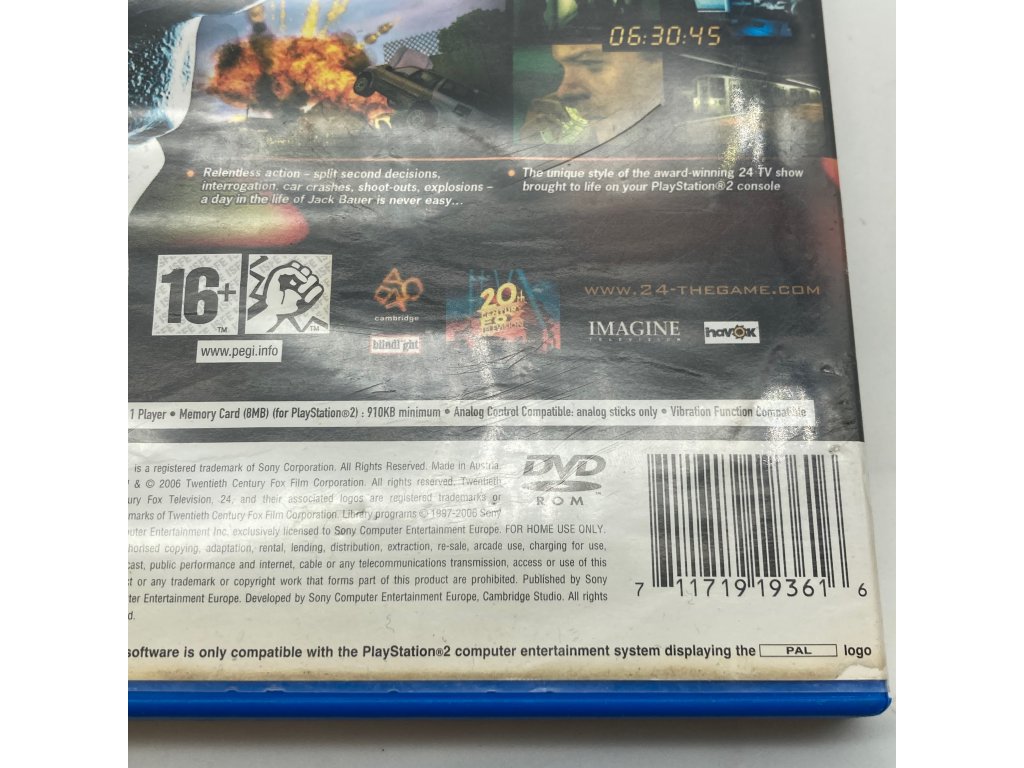 06:30:45
• Relentless action – split second decisions,
interrogation, car crashes, shoot-outs, explosions –
a day in the life of Jack Bauer is never easy...
• The unique style of the award-winning 24 TV show
brought to life on your PlayStation®2 console
16+
TM
TM
www.pegi.info
cambridge
blindlight
20th
CENTURY
FOX
TELEVISION
WWW.24-THEGAME.COM
IMAGINE
TELEVISION
havok
1 Player • Memory Card (8MB) (for PlayStation®2) : 910KB minimum • Analog Control Compatible: analog sticks only • Vibration Function Compatible
is a registered trademark of Sony Corporation. All Rights Reserved. Made in Austria.
& © 2006 Twentieth Century Fox Film Corporation. All rights reserved. Twentieth
ury Fox Television, 24, and their associated logos are registered trademarks or
marks of Twentieth Century Fox Film Corporation. Library programs © 1997-2006 Sony
uter Entertainment Inc. exclusively licensed to Sony Computer Entertainment Europe. FOR HOME USE ONLY.
horised copying, adaptation, rental, lending, distribution, extraction, re-sale, arcade use, charging for use,
cast, public performance and internet, cable or any telecommunications transmission, access or use of this
ct or any trademark or copyright work that forms part of this product are prohibited. Published by Sony
ter Entertainment Europe. Developed by Sony Computer Entertainment Europe, Cambridge Studio. All rights
d.
DVD
ROM
7 11719 19361 6
software is only compatible with the PlayStation®2 computer entertainment system displaying the PAL logo